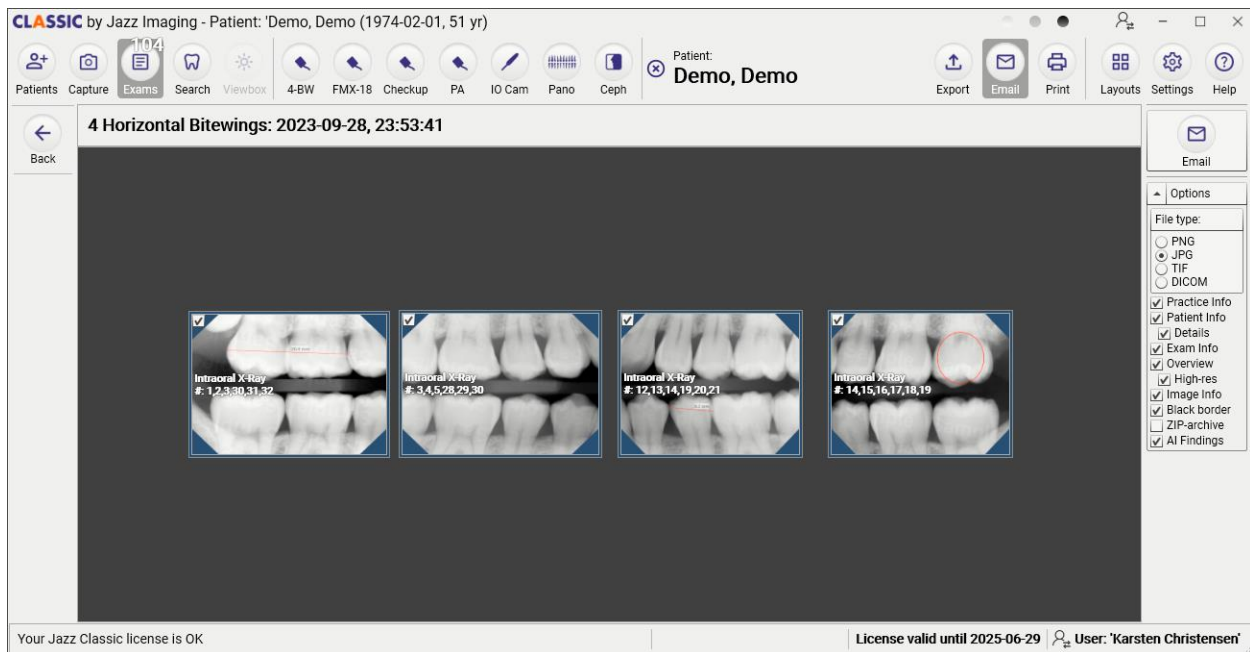 CLASSIC by Jazz Imaging - Patient: 'Demo, Demo (1974-02-01, 51 yr)
104
Patients Capture Exams Search Viewbox 4-BW FMX-18 Checkup PA IO Cam Pano Ceph
Patient:
Demo, Demo
Export Email Print Layouts Settings Help
Back
4 Horizontal Bitewings: 2023-09-28, 23:53:41
Email
Options
File type:
PNG
JPG
TIF
DICOM
Practice Info
Patient Info
Details
Exam Info
Overview
High-res
Image Info
Black border
ZIP-archive
AI Findings
Intraoral X-Ray
#: 1,2,3,30,31,32
Intraoral X-Ray
#: 3,4,5,28,29,30
Intraoral X-Ray
#: 12,13,14,19,20,21
Intraoral X-Ray
#: 14,15,16,17,18,19
Your Jazz Classic license is OK
License valid until 2025-06-29
User: 'Karsten Christensen'